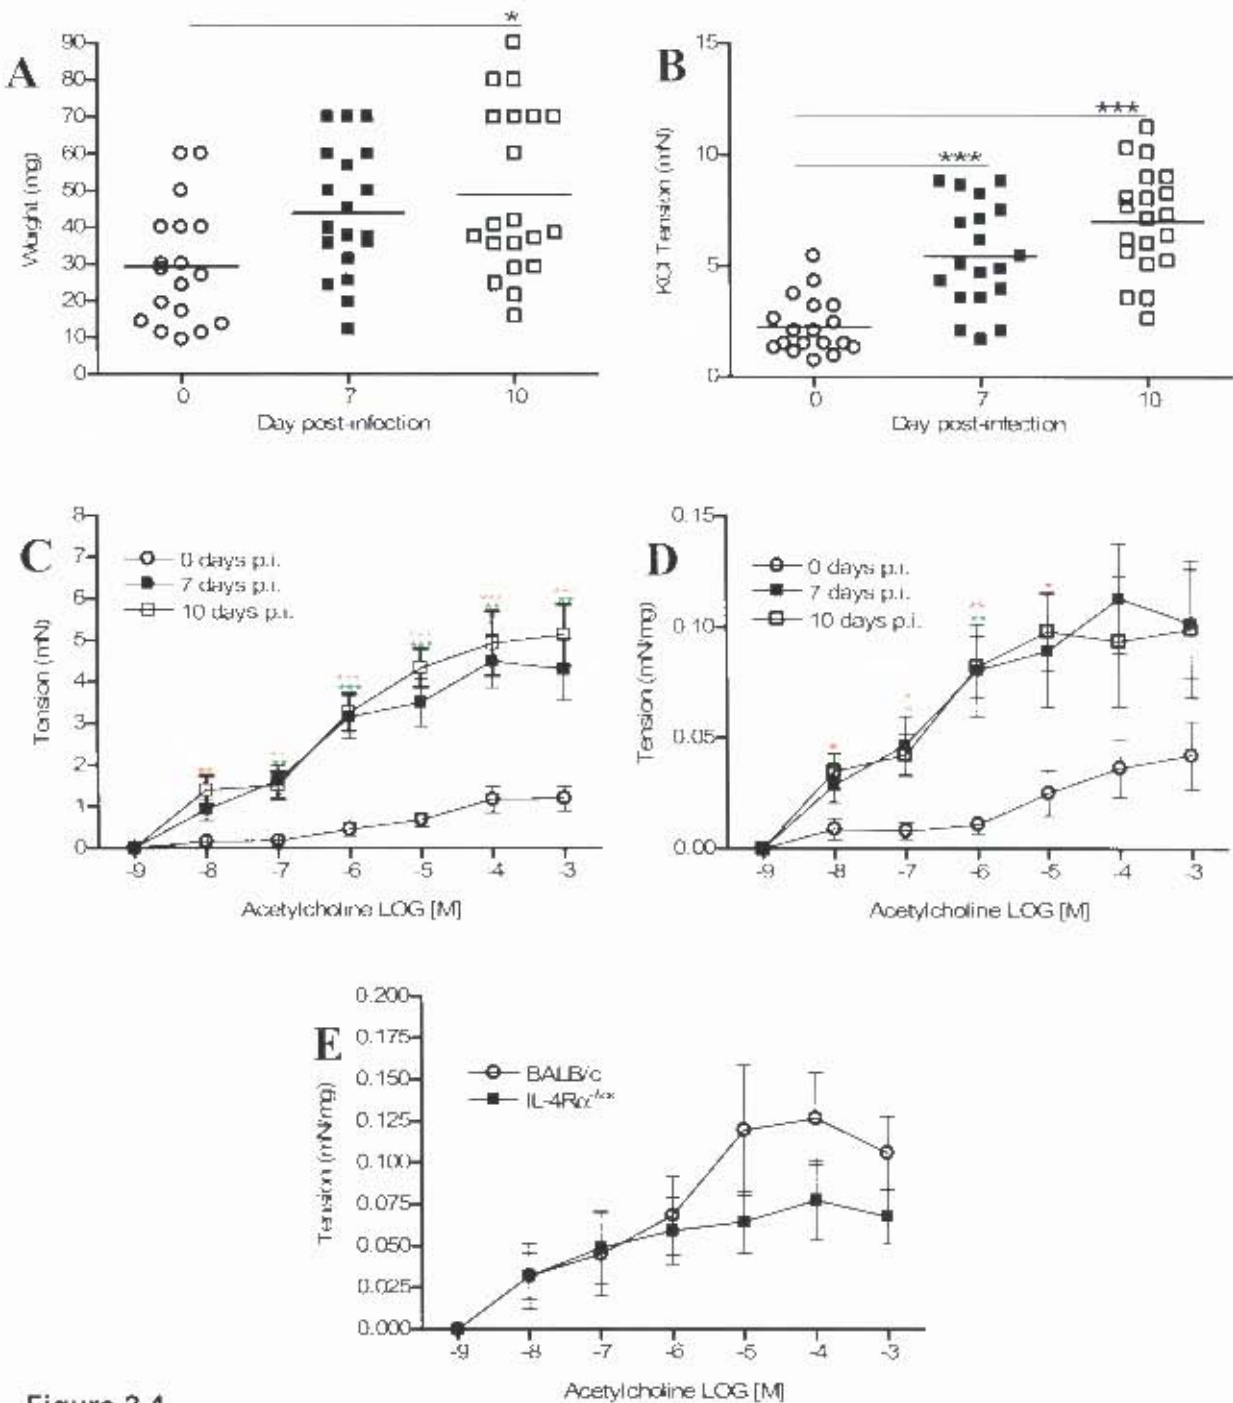 *
A
90
80
70
60
50
40
30
20
10
0
Weight (mg)
0 7 10
Day post-infection
B
***
***
15
10
5
0
KCl Tension (mN)
0 7 10
Day post-infection
C
8
7
6
5
4
3
2
1
0
Tension (mN)
0 days p.i.
7 days p.i.
10 days p.i.
-9 -8 -7 -6 -5 -4 -3
Acetylcholine LOG [M]
D
0.15
0.10
0.05
0.00
Tension (mN/mg)
0 days p.i.
7 days p.i.
10 days p.i.
-9 -8 -7 -6 -5 -4 -3
Acetylcholine LOG [M]
E
0.200
0.175
0.150
0.125
0.100
0.075
0.050
0.025
0.000
Tension (mN/mg)
BALB/c
-9 -8 -7 -6 -5 -4 -3
Acetylcholine LOG [M]
Figure 3.4